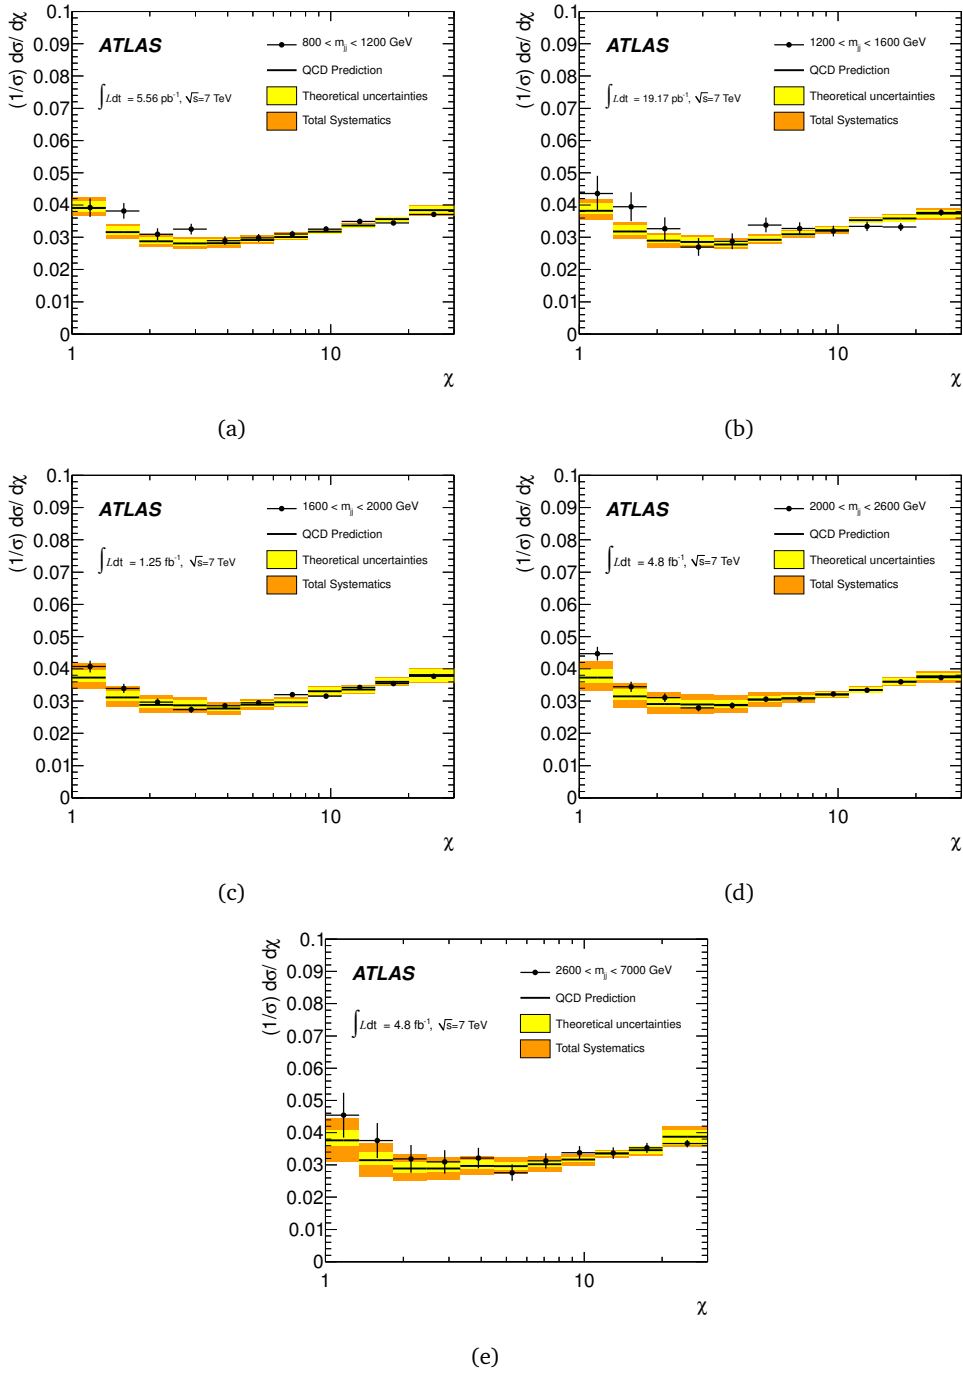 (1/σ) dσ/ dχ
0.1
0.09
0.08
0.07
0.06
0.05
0.04
0.03
0.02
0.01
0
1
10
χ
ATLAS
∫ Ldt = 5.56 pb⁻¹, √s=7 TeV
800 < m_jj < 1200 GeV
QCD Prediction
Theoretical uncertainties
Total Systematics
(a)
(1/σ) dσ/ dχ
0.1
0.09
0.08
0.07
0.06
0.05
0.04
0.03
0.02
0.01
0
1
10
χ
ATLAS
∫ Ldt = 19.17 pb⁻¹, √s=7 TeV
1200 < m_jj < 1600 GeV
QCD Prediction
Theoretical uncertainties
Total Systematics
(b)
(1/σ) dσ/ dχ
0.1
0.09
0.08
0.07
0.06
0.05
0.04
0.03
0.02
0.01
0
1
10
χ
ATLAS
∫ Ldt = 1.25 fb⁻¹, √s=7 TeV
1600 < m_jj < 2000 GeV
QCD Prediction
Theoretical uncertainties
Total Systematics
(c)
(1/σ) dσ/ dχ
0.1
0.09
0.08
0.07
0.06
0.05
0.04
0.03
0.02
0.01
0
1
10
χ
ATLAS
∫ Ldt = 4.8 fb⁻¹, √s=7 TeV
2000 < m_jj < 2600 GeV
QCD Prediction
Theoretical uncertainties
Total Systematics
(d)
(1/σ) dσ/ dχ
0.1
0.09
0.08
0.07
0.06
0.05
0.04
0.03
0.02
0.01
0
1
10
χ
ATLAS
∫ Ldt = 4.8 fb⁻¹, √s=7 TeV
2600 < m_jj < 7000 GeV
QCD Prediction
Theoretical uncertainties
Total Systematics
(e)